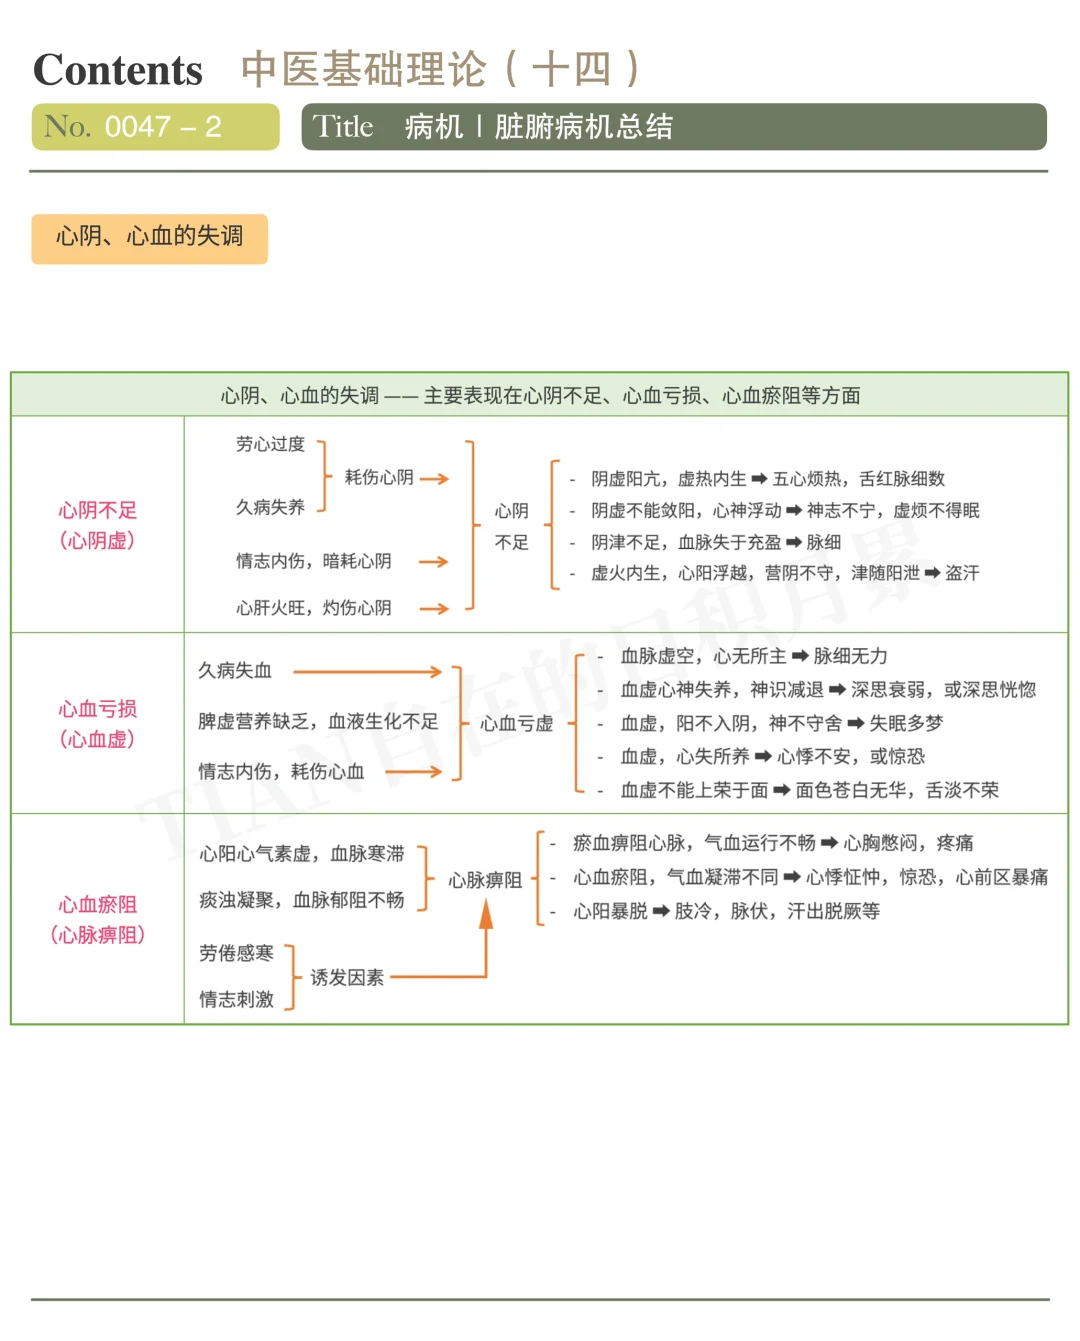 Contents 中医基础理论（十四）
No. 0047 – 2
Title 病机｜脏腑病机总结
心阴、心血的失调
心阴、心血的失调 —— 主要表现在心阴不足、心血亏损、心血瘀阻等方面
心阴不足
（心阴虚）
劳心过度
久病失养
耗伤心阴
情志内伤，暗耗心阴
心肝火旺，灼伤心阴
心阴
不足
- 阴虚阳亢，虚热内生➡五心烦热，舌红脉细数
- 阴虚不能敛阳，心神浮动➡神志不宁，虚烦不得眠
- 阴津不足，血脉失于充盈➡脉细
- 虚火内生，心阳浮越，营阴不守，津随阳泄➡盗汗
心血亏损
（心血虚）
久病失血
脾虚营养缺乏，血液生化不足
情志内伤，耗伤心血
心血亏虚
- 血脉虚空，心无所主➡脉细无力
- 血虚心神失养，神识减退➡深思衰弱，或深思恍惚
- 血虚，阳不入阴，神不守舍➡失眠多梦
- 血虚，心失所养➡心悸不安，或惊恐
- 血虚不能上荣于面➡面色苍白无华，舌淡不荣
心血瘀阻
（心脉痹阻）
心阳心气素虚，血脉寒滞
痰浊凝聚，血脉郁阻不畅
心脉痹阻
劳倦感寒
情志刺激
诱发因素
- 瘀血痹阻心脉，气血运行不畅➡心胸憋闷，疼痛
- 心血瘀阻，气血凝滞不同➡心悸怔忡，惊恐，心前区暴痛
- 心阳暴脱➡肢冷，脉伏，汗出脱厥等
TIAN自在的日积月累